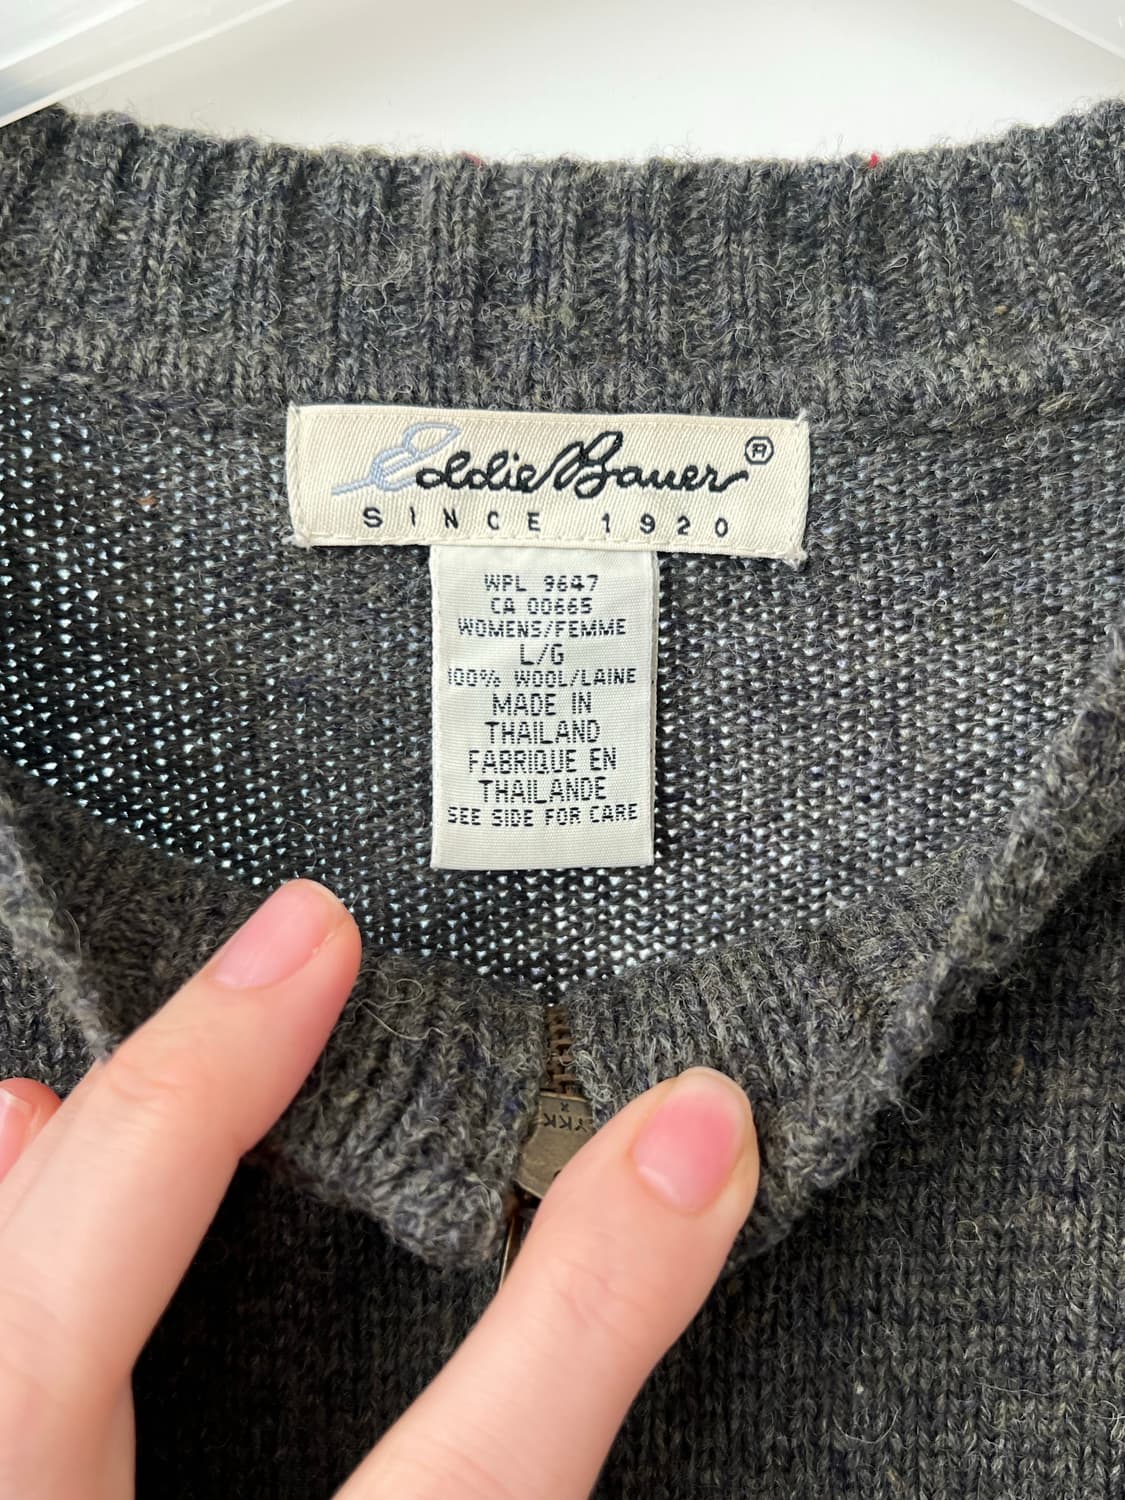 Eddie Bauer ®
SINCE 1920
WPL 9647
CA 00665
WOMENS/FEMME
L/G
100% WOOL/LAINE
MADE IN
THAILAND
FABRIQUE EN
THAILANDE
SEE SIDE FOR CARE
YKK